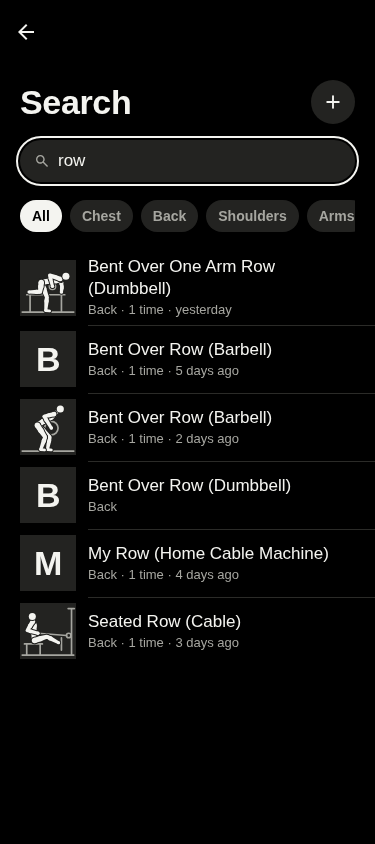 Search
row
All Chest Back Shoulders Arms
Bent Over One Arm Row
(Dumbbell)
Back · 1 time · yesterday
B
Bent Over Row (Barbell)
Back · 1 time · 5 days ago
Bent Over Row (Barbell)
Back · 1 time · 2 days ago
B
Bent Over Row (Dumbbell)
Back
M
My Row (Home Cable Machine)
Back · 1 time · 4 days ago
Seated Row (Cable)
Back · 1 time · 3 days ago